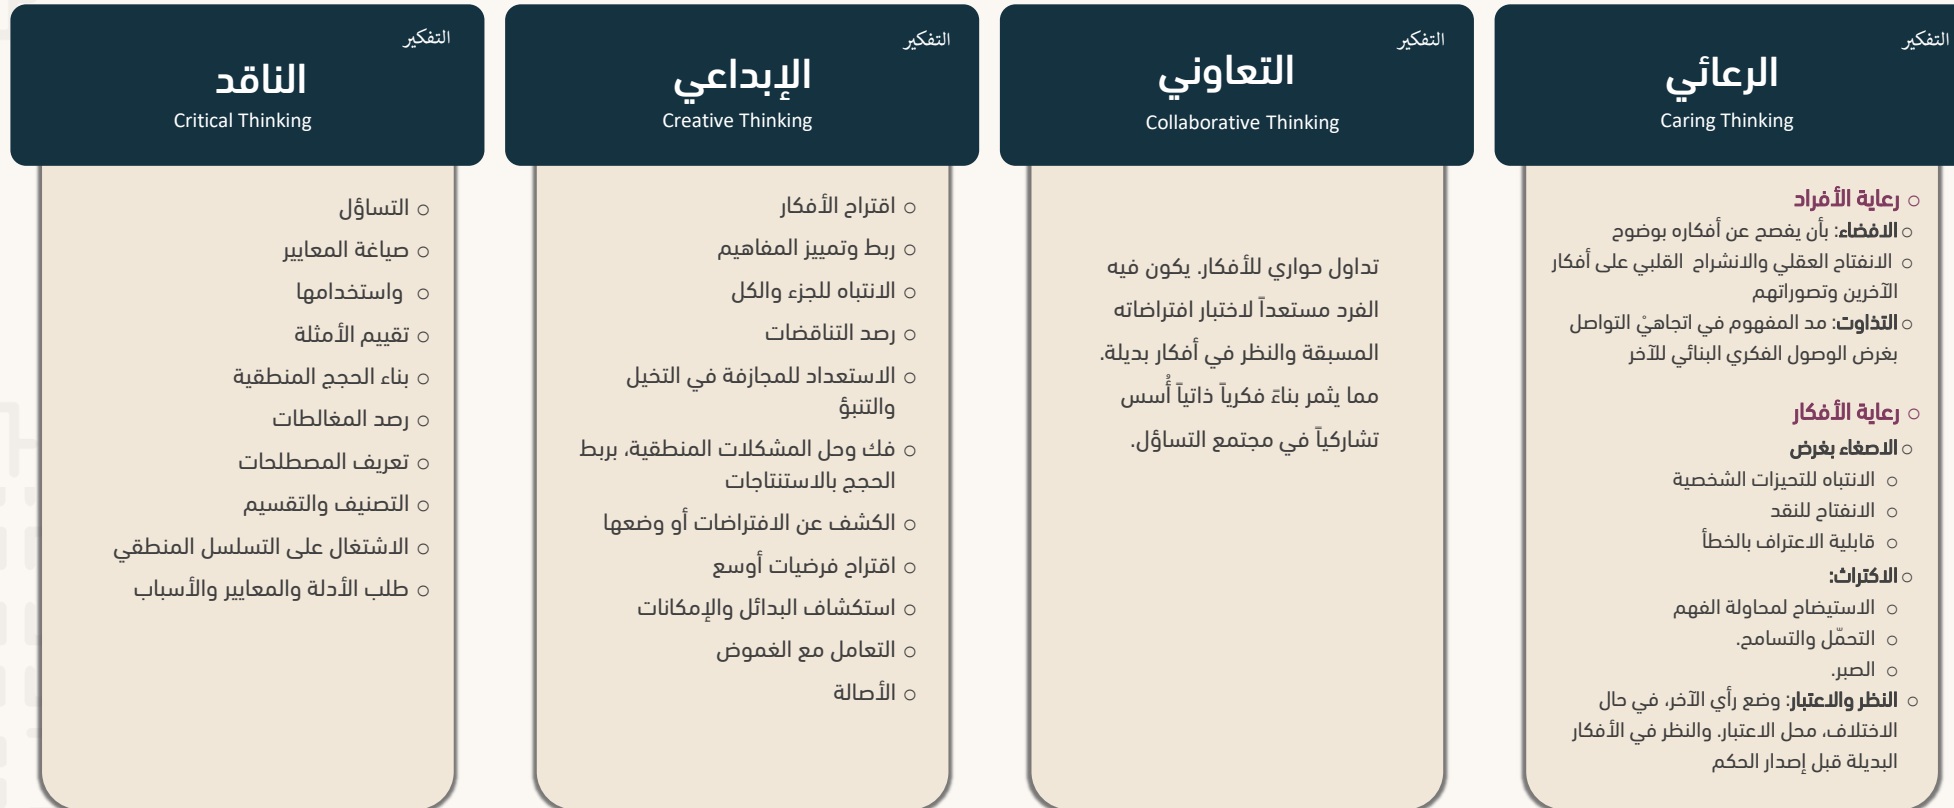 التفكير
الرعائي
Caring Thinking
○ رعاية الأفراد
○ الافضاء: بأن يفصح عن أفكاره بوضوح
○ الانفتاح العقلي والانشراح القلبي على أفكار
الآخرين وتصوراتهم
○ التذاوت: مد المفهوم في اتجاهيْ التواصل
بغرض الوصول الفكري البنائي للآخر
○ رعاية الأفكار
○ الاصغاء بغرض
○ الانتباه للتحيزات الشخصية
○ الانفتاح للنقد
○ قابلية الاعتراف بالخطأ
○ الاكتراث:
○ الاستيضاح لمحاولة الفهم
○ التحمّل والتسامح.
○ الصبر.
○ النظر والاعتبار: وضع رأي الآخر، في حال
الاختلاف، محل الاعتبار. والنظر في الأفكار
البديلة قبل إصدار الحكم
التفكير
التعاوني
Collaborative Thinking
تداول حواري للأفكار. يكون فيه
الفرد مستعداً لاختبار افتراضاته
المسبقة والنظر في أفكار بديلة.
مما يثمر بناءً فكرياً ذاتياً أُسس
تشاركياً في مجتمع التساؤل.
التفكير
الإبداعي
Creative Thinking
○ اقتراح الأفكار
○ ربط وتمييز المفاهيم
○ الانتباه للجزء والكل
○ رصد التناقضات
○ الاستعداد للمجازفة في التخيل
والتنبؤ
○ فك وحل المشكلات المنطقية، بربط
الحجج بالاستنتاجات
○ الكشف عن الافتراضات أو وضعها
○ اقتراح فرضيات أوسع
○ استكشاف البدائل والإمكانات
○ التعامل مع الغموض
○ الأصالة
التفكير
الناقد
Critical Thinking
○ التساؤل
○ صياغة المعايير
○ واستخدامها
○ تقييم الأمثلة
○ بناء الحجج المنطقية
○ رصد المغالطات
○ تعريف المصطلحات
○ التصنيف والتقسيم
○ الاشتغال على التسلسل المنطقي
○ طلب الأدلة والمعايير والأسباب